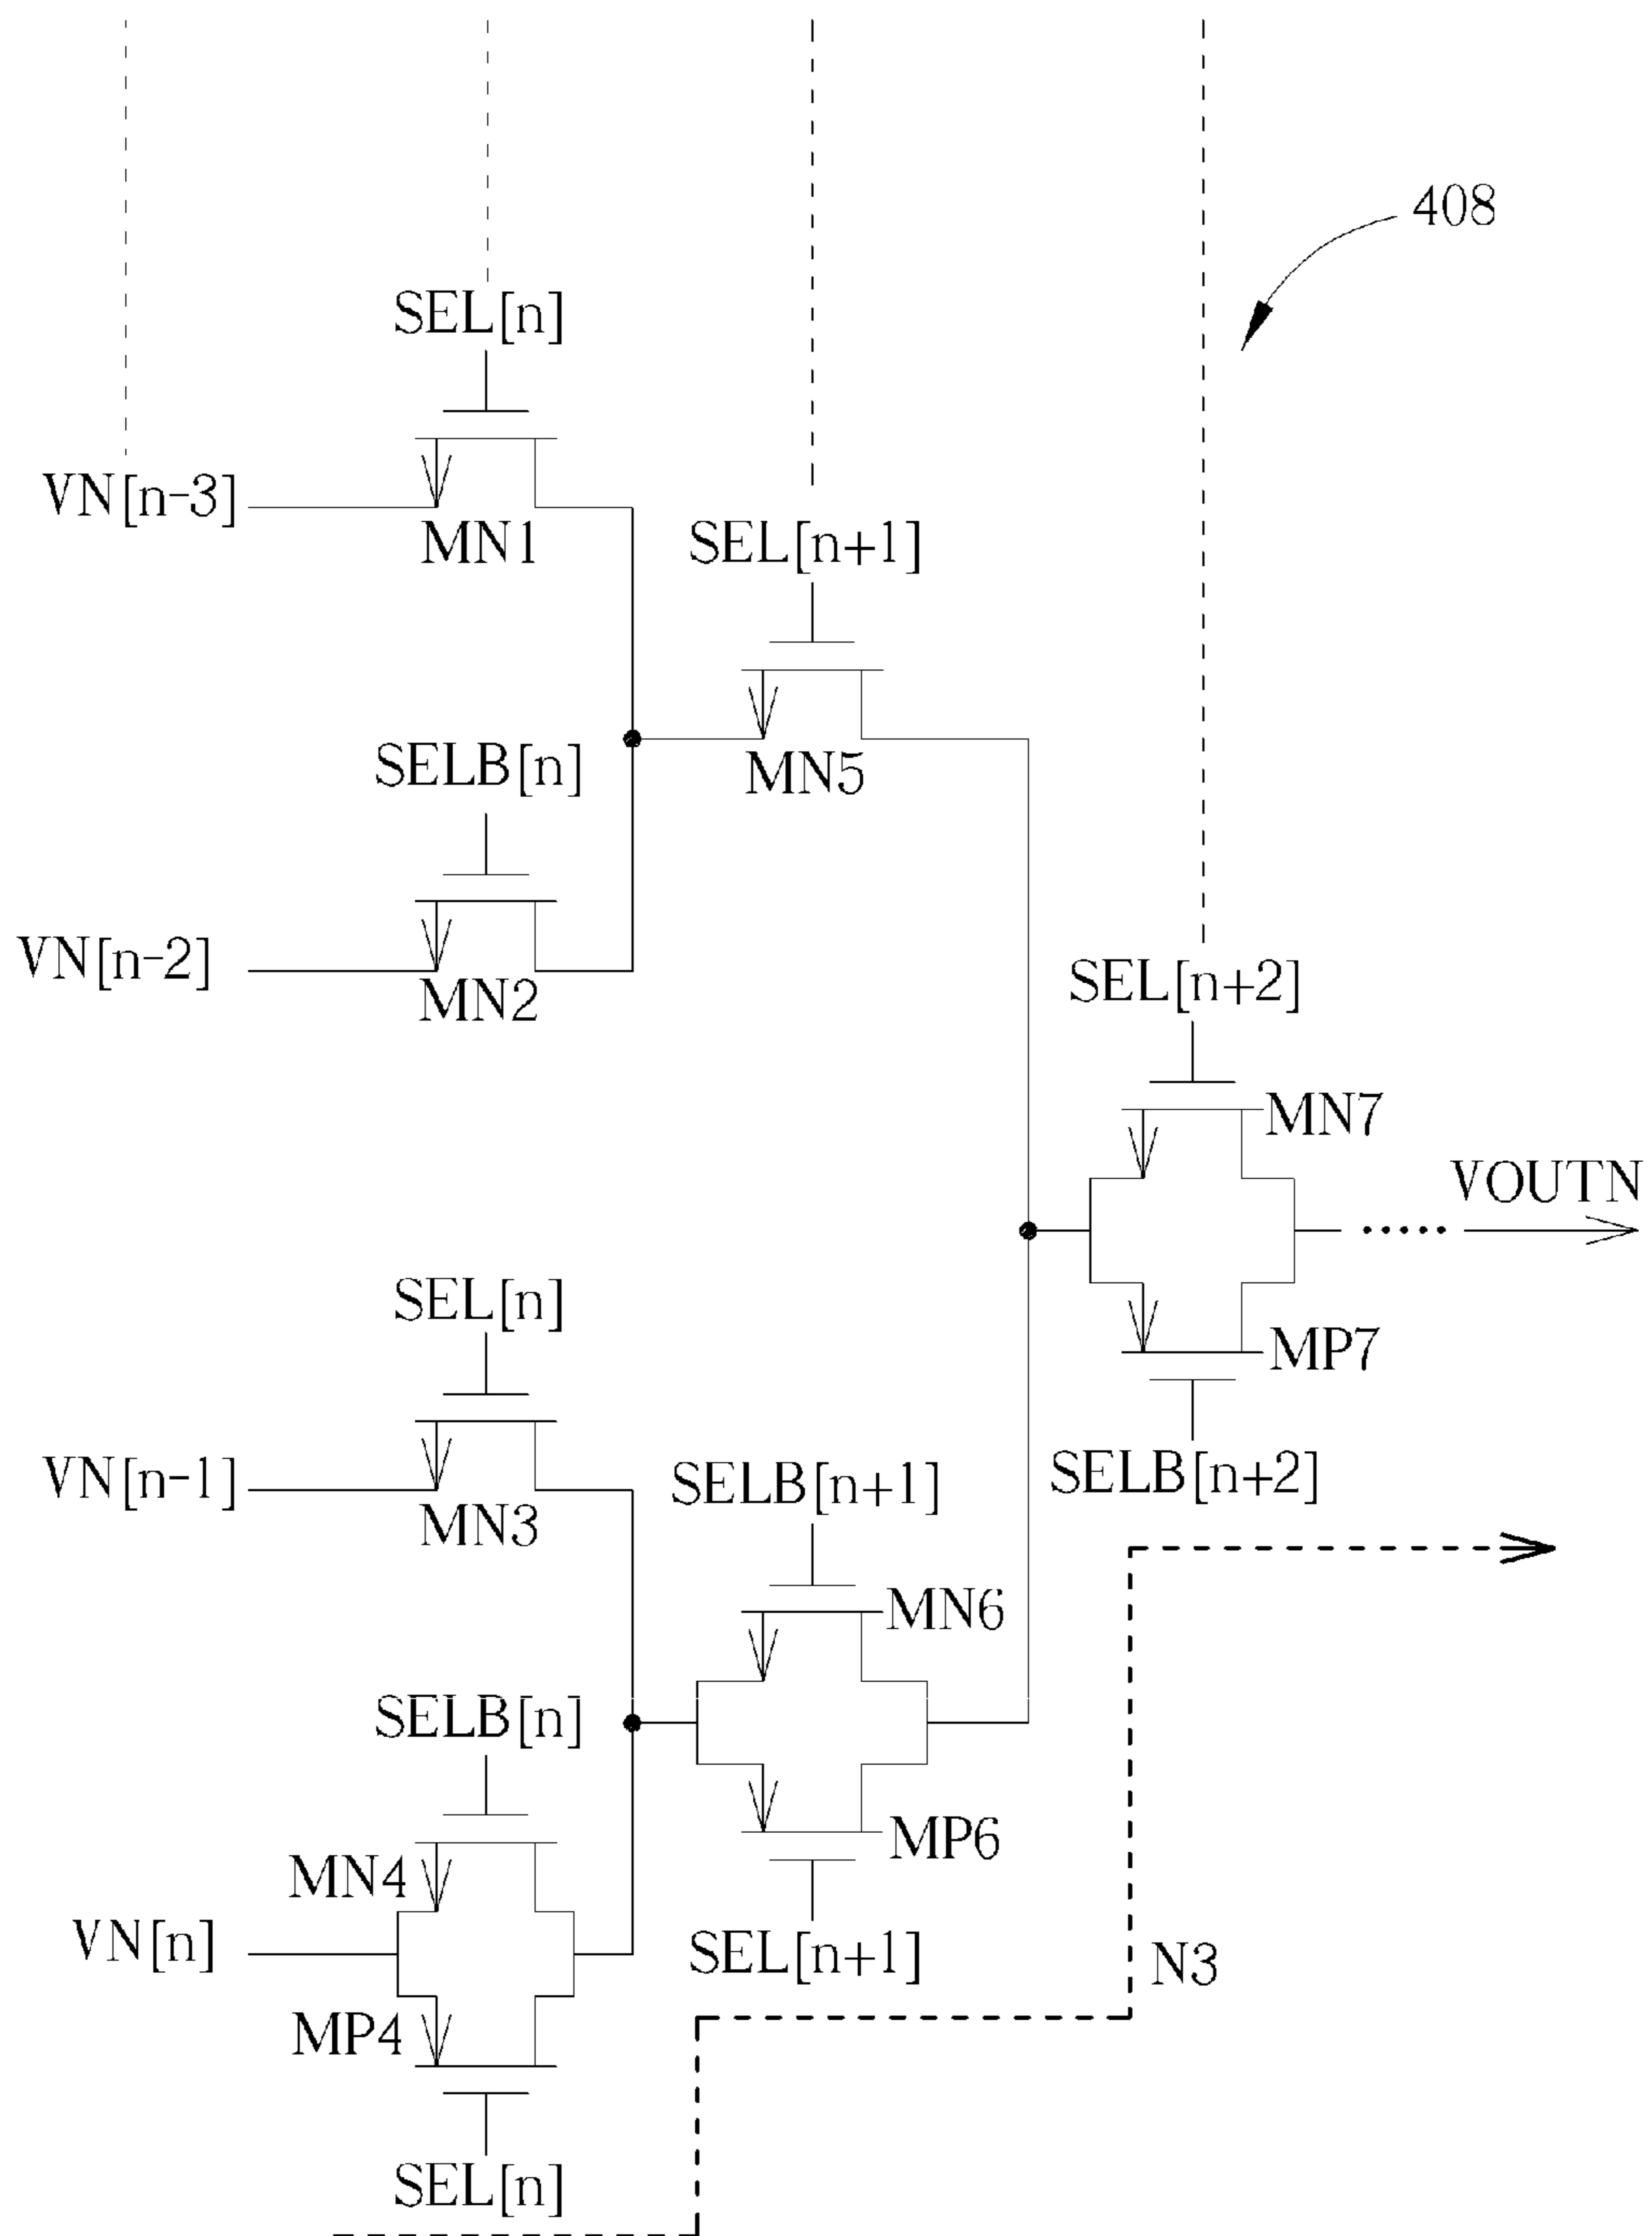 408
SEL[n]
VN[n-3]
MN1
SEL[n+1]
SELB[n]
MN5
VN[n-2]
MN2
SEL[n+2]
MN7
VOUTN
SEL[n]
MP7
VN[n-1]
SELB[n+1]
SELB[n+2]
MN3
MN6
SELB[n]
MP6
MN4
VN[n]
SEL[n+1]
N3
MP4
SEL[n]